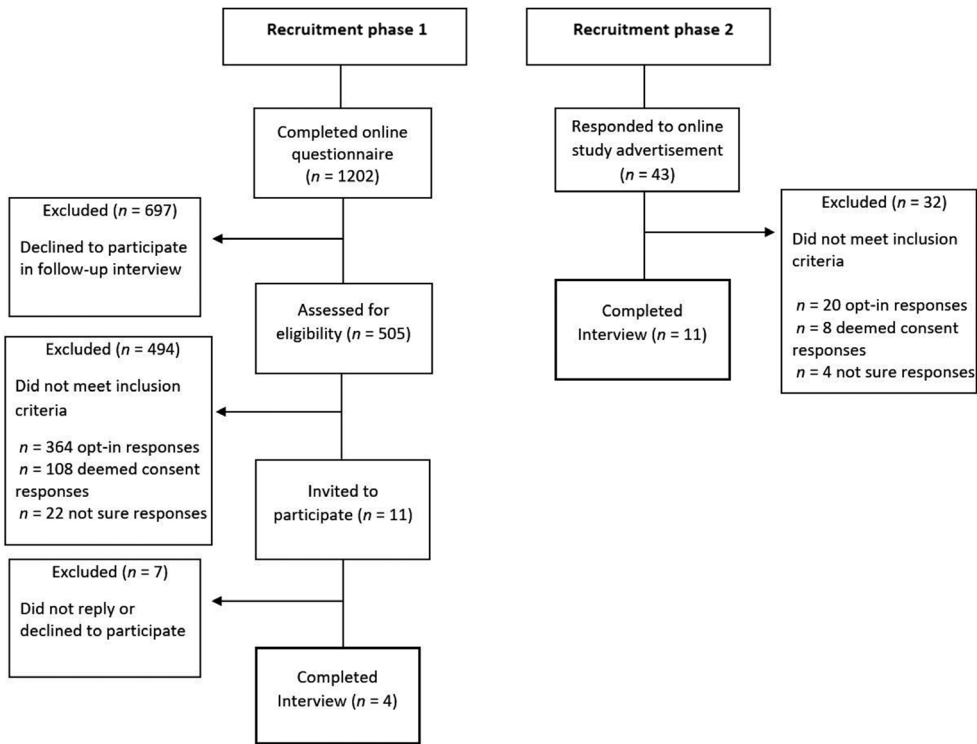 Recruitment phase 1
Completed online
questionnaire
(n = 1202)
Excluded (n = 697)
Declined to participate
in follow-up interview
Assessed for
eligibility (n = 505)
Excluded (n = 494)
Did not meet inclusion
criteria
n = 364 opt-in responses
n = 108 deemed consent
responses
n = 22 not sure responses
Invited to
participate (n = 11)
Excluded (n = 7)
Did not reply or
declined to participate
Completed
Interview (n = 4)
Recruitment phase 2
Responded to online
study advertisement
(n = 43)
Excluded (n = 32)
Did not meet inclusion
criteria
n = 20 opt-in responses
n = 8 deemed consent
responses
n = 4 not sure responses
Completed
Interview (n = 11)